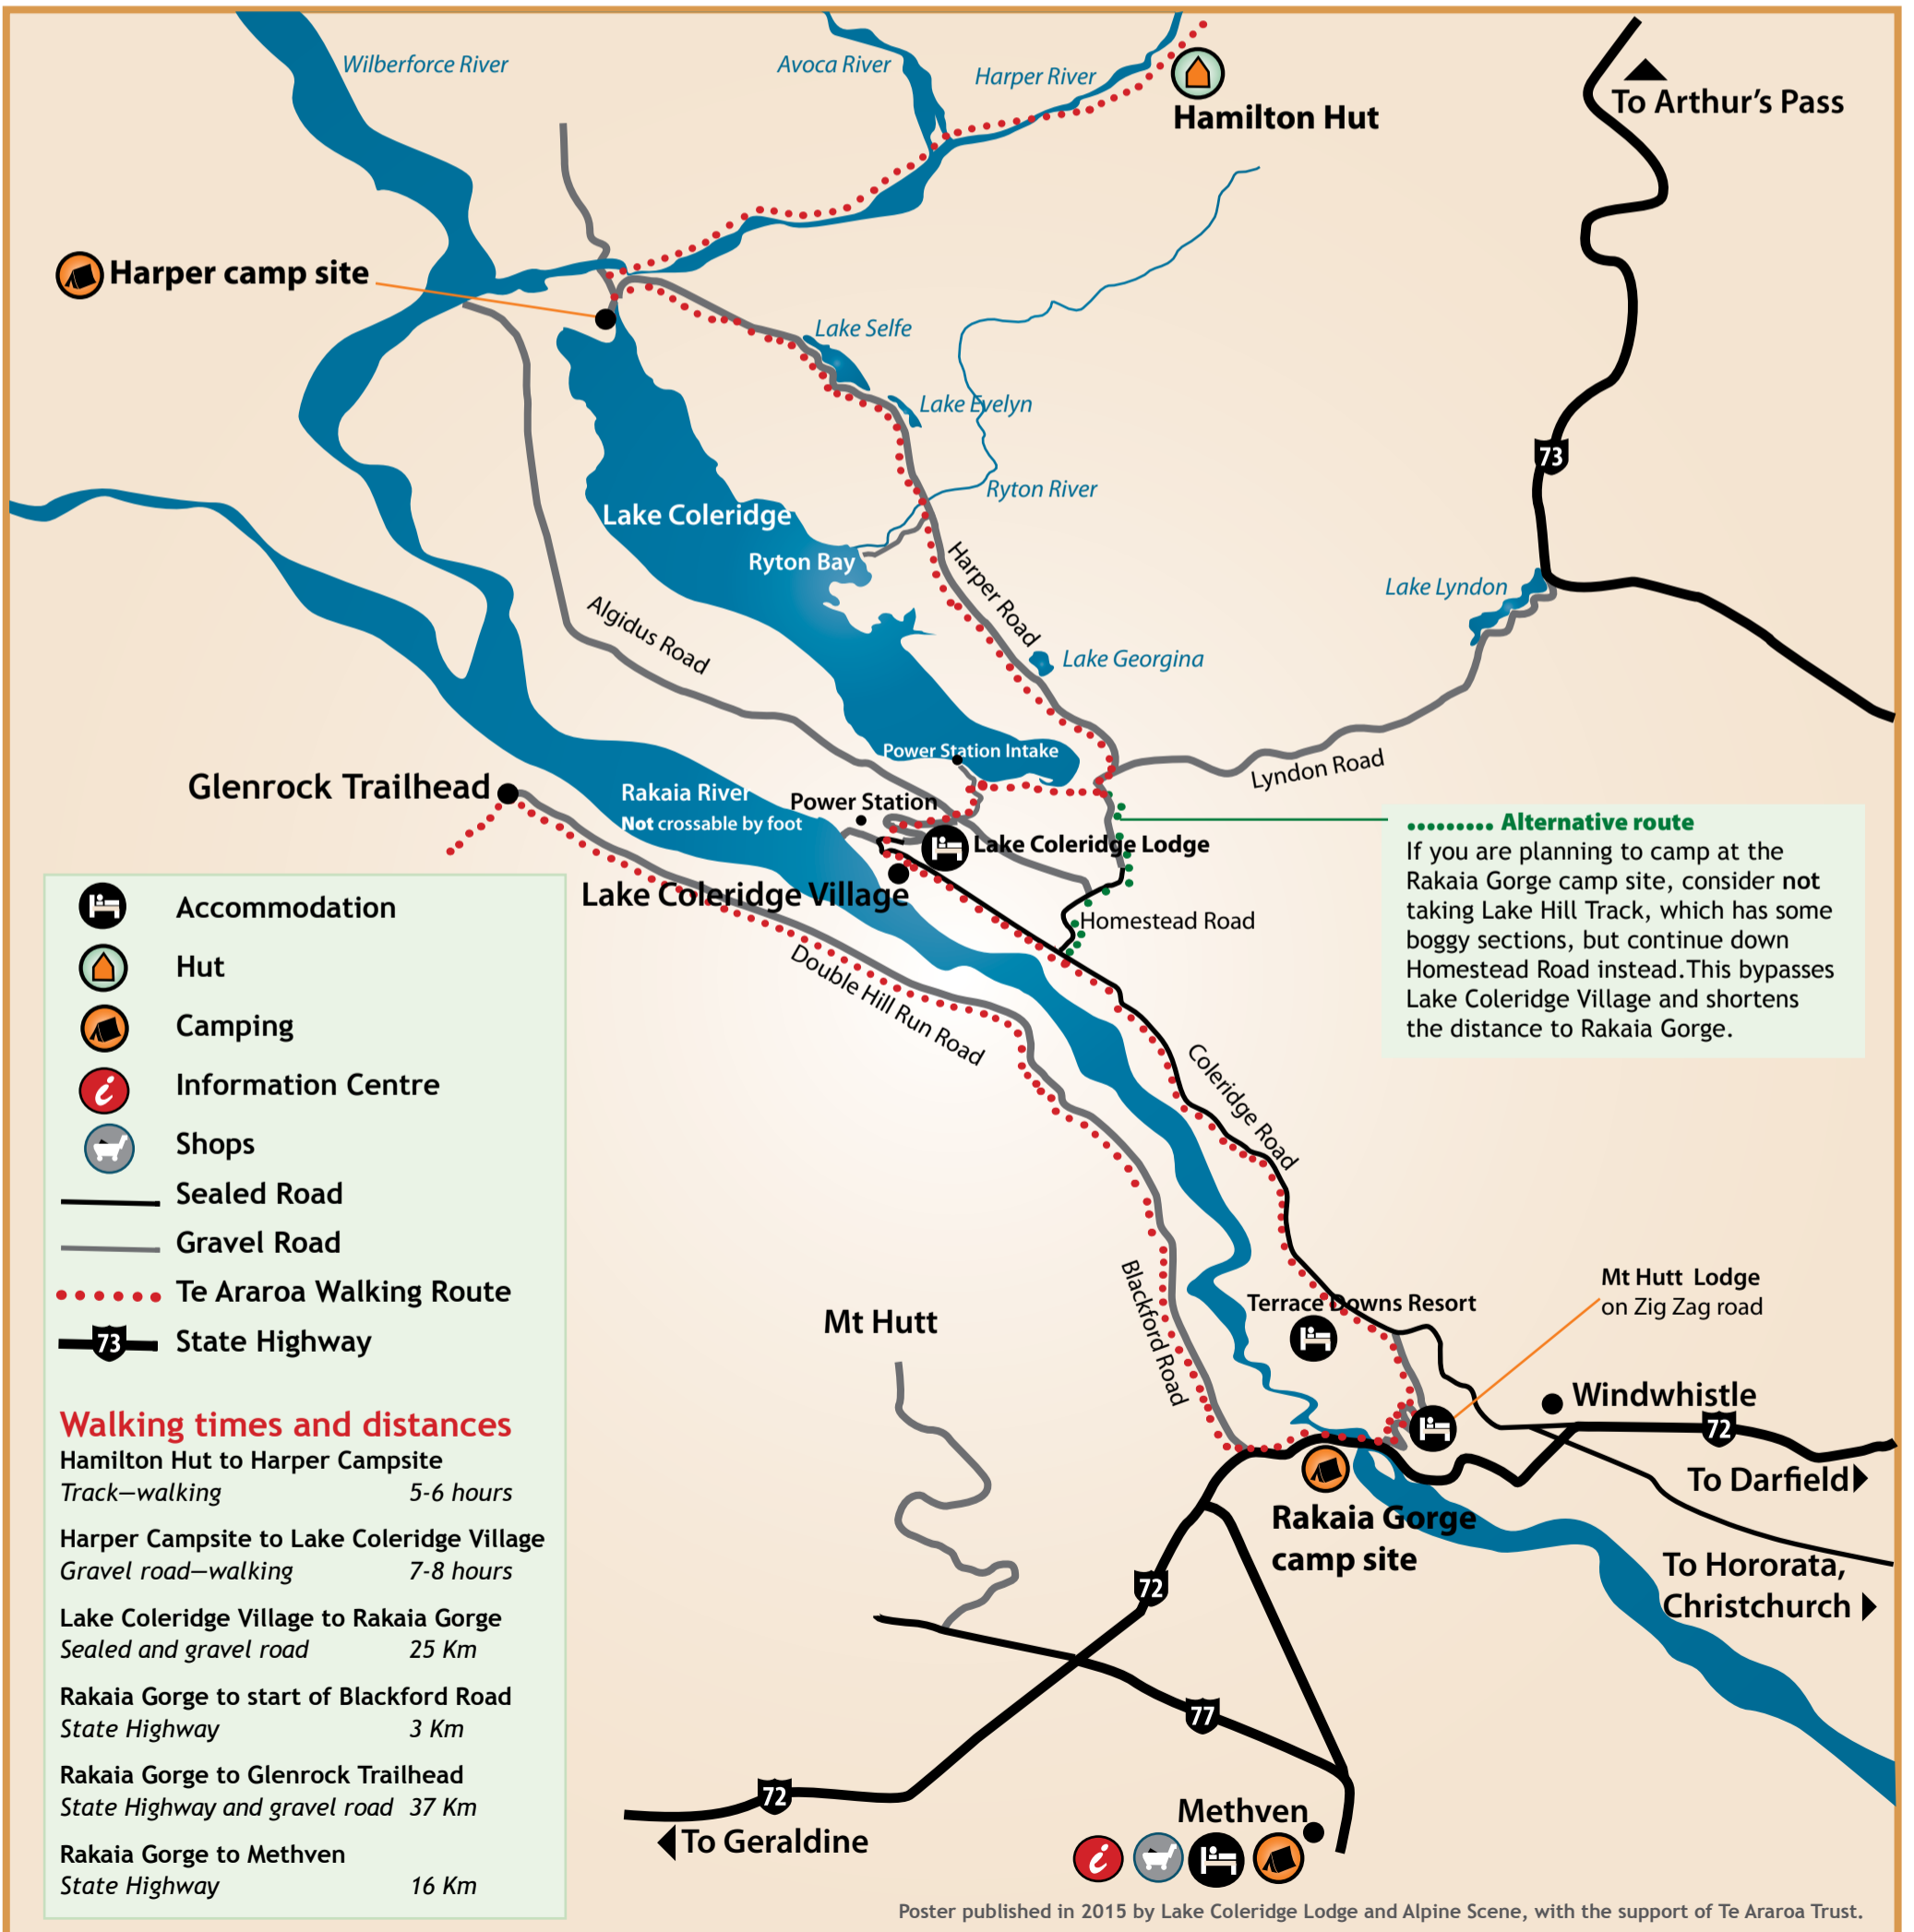 Wilberforce River
Avoca River
Harper River
Hamilton Hut
To Arthur's Pass
Harper camp site
Lake Selfe
Lake Evelyn
73
Ryton River
Lake Coleridge
Ryton Bay
Harper Road
Lake Lyndon
Algidus Road
Lake Georgina
Power Station Intake
Lyndon Road
Glenrock Trailhead
Rakaia River
Not crossable by foot
Power Station
Lake Coleridge Lodge
Lake Coleridge Village
Homestead Road
Double Hill Run Road
......... Alternative route
If you are planning to camp at the
Rakaia Gorge camp site, consider not
taking Lake Hill Track, which has some
boggy sections, but continue down
Homestead Road instead.This bypasses
Lake Coleridge Village and shortens
the distance to Rakaia Gorge.
Coleridge Road
Blackford Road
Terrace Downs Resort
Mt Hutt Lodge
on Zig Zag road
Mt Hutt
Windwhistle
72
To Darfield
Rakaia Gorge
camp site
To Hororata,
Christchurch
72
77
72
To Geraldine
Methven
i
Accommodation
Hut
Camping
i
Information Centre
Shops
Sealed Road
Gravel Road
Te Araroa Walking Route
73
State Highway
Walking times and distances
Hamilton Hut to Harper Campsite
Track—walking 5-6 hours
Harper Campsite to Lake Coleridge Village
Gravel road—walking 7-8 hours
Lake Coleridge Village to Rakaia Gorge
Sealed and gravel road 25 Km
Rakaia Gorge to start of Blackford Road
State Highway 3 Km
Rakaia Gorge to Glenrock Trailhead
State Highway and gravel road 37 Km
Rakaia Gorge to Methven
State Highway 16 Km
Poster published in 2015 by Lake Coleridge Lodge and Alpine Scene, with the support of Te Araroa Trust.